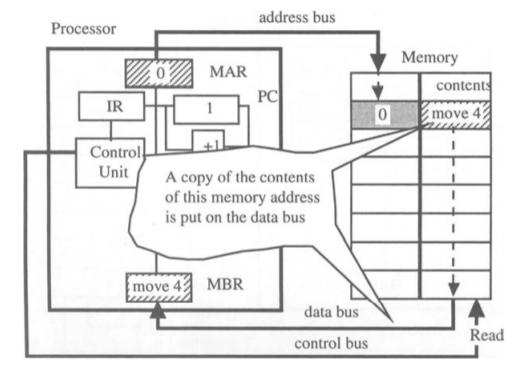 address bus
Processor
Memory
0
MAR
contents
PC
IR
1
0
move 4
+1
Control
Unit
A copy of the contents
of this memory address
is put on the data bus
move 4
MBR
data bus
Read
control bus